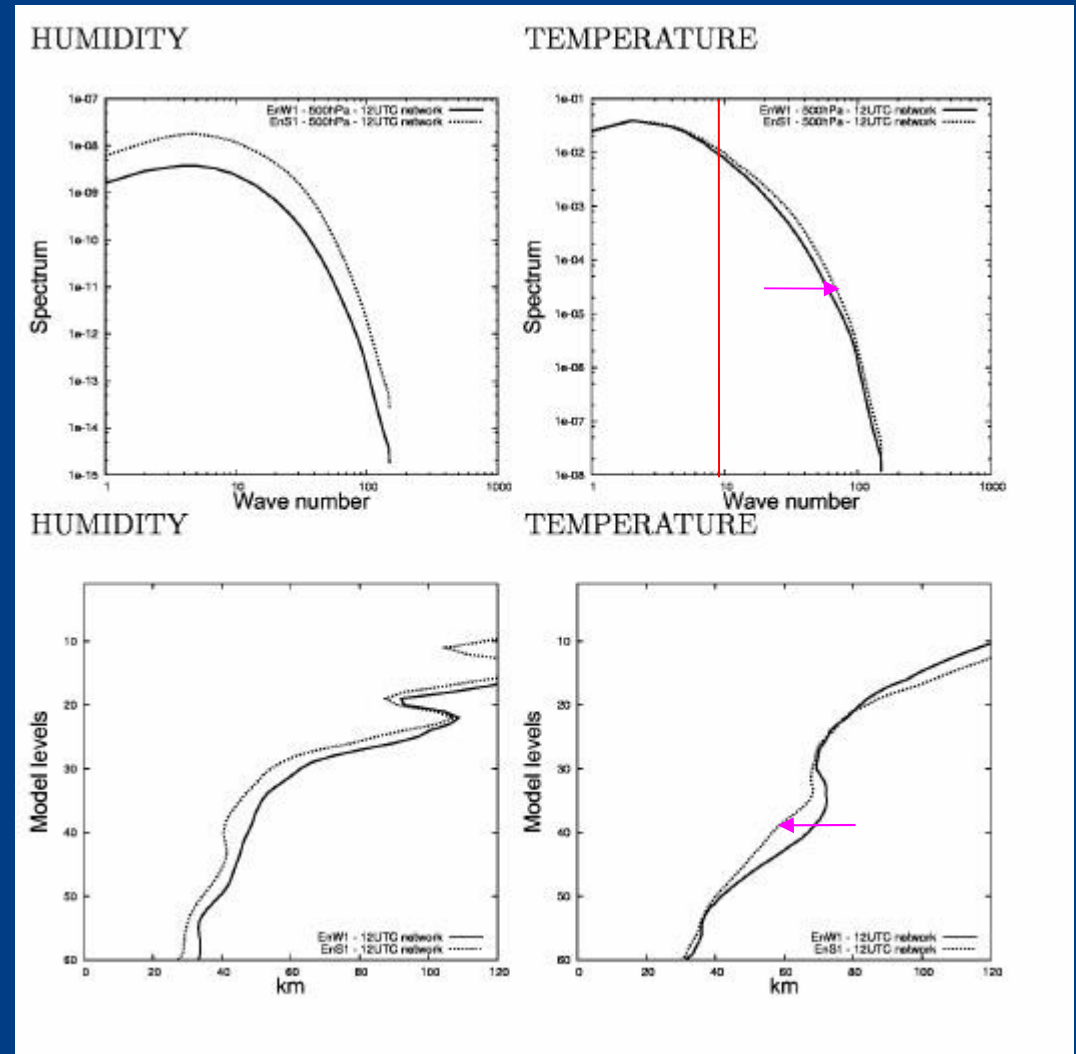 HUMIDITY
TEMPERATURE
EnW1 - 500hPa - 12UTC network
EnS1 - 500hPa - 12UTC network
1e-07
1e-08
1e-09
1e-10
1e-11
1e-12
1e-13
1e-14
1e-15
Spectrum
1 10 100 1000
Wave number
EnW1 - 500hPa - 12UTC network
EnS1 - 500hPa - 12UTC network
1e-01
1e-02
1e-03
1e-04
1e-05
1e-06
1e-07
1e-08
Spectrum
1 10 100 1000
Wave number
HUMIDITY
TEMPERATURE
10
20
30
40
50
60
Model levels
EnW1 - 12UTC network
EnS1 - 12UTC network
0 20 40 60 80 100 120
km
10
20
30
40
50
60
Model levels
EnW1 - 12UTC network
EnS1 - 12UTC network
0 20 40 60 80 100 120
km